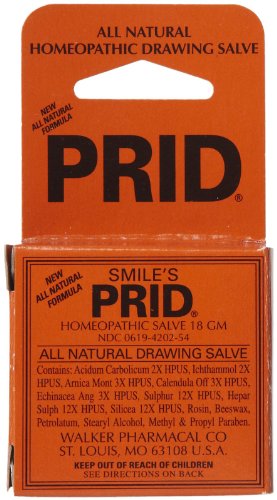 ALL NATURAL
HOMEOPATHIC DRAWING SALVE
NEW
ALL NATURAL
FORMULA
PRID®
NEW
ALL NATURAL
FORMULA
SMILE'S
PRID®
HOMEOPATHIC SALVE 18 GM
NDC 0619-4202-54
ALL NATURAL DRAWING SALVE
Contains: Acidum Carbolicum 2X HPUS, Ichthammol 2X
HPUS, Arnica Mont 3X HPUS, Calendula Off 3X HPUS,
Echinacea Ang 3X HPUS, Sulphur 12X HPUS, Hepar
Sulph 12X HPUS, Silicea 12X HPUS, Rosin, Beeswax,
Petrolatum, Stearyl Alcohol, Methyl & Propyl Paraben.
WALKER PHARMACAL CO
ST. LOUIS, MO 63108 U.S.A.
KEEP OUT OF REACH OF CHILDREN
SEE DIRECTIONS ON BACK